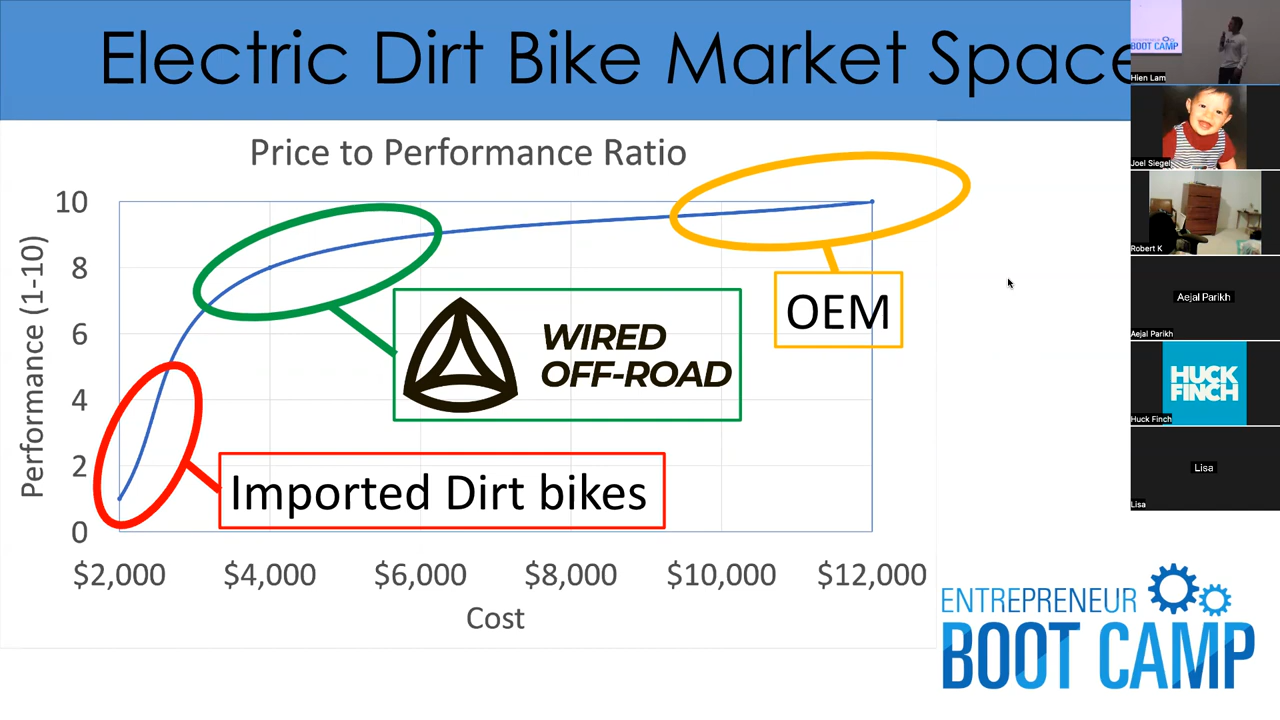 Electric Dirt Bike Market Space
Price to Performance Ratio
Performance (1-10)
10
8
6
4
2
0
$2,000 $4,000 $6,000 $8,000 $10,000 $12,000
Cost
WIRED
OFF-ROAD
OEM
Imported Dirt bikes
ENTREPRENEUR
BOOT CAMP
BOOT CAMP
Hien Lam
Joel Siegel
Robert K
Aejal Parikh
Aejal Parikh
HUCK
FINCH
Huck Finch
Lisa
Lisa